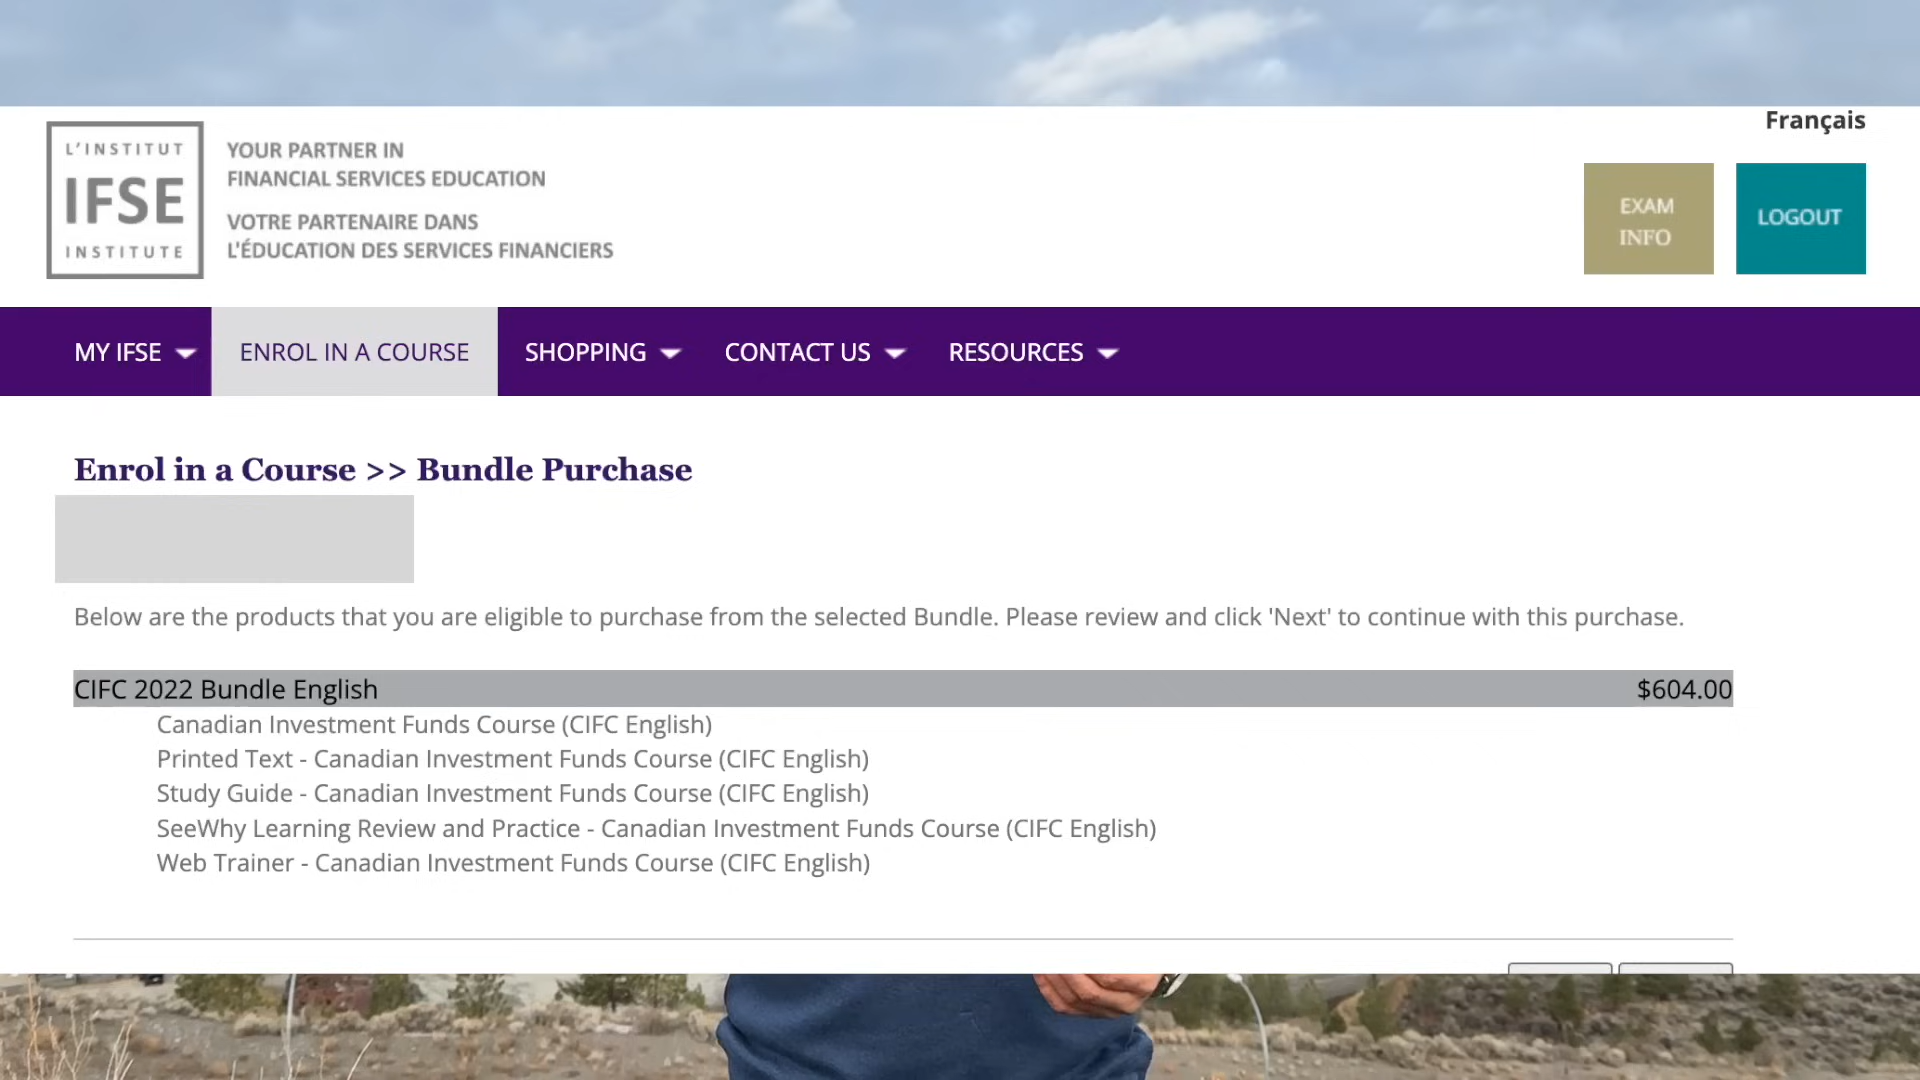 Français
L'INSTITUT
IFSE
INSTITUTE
YOUR PARTNER IN
FINANCIAL SERVICES EDUCATION
VOTRE PARTENAIRE DANS
L'ÉDUCATION DES SERVICES FINANCIERS
EXAM
INFO
LOGOUT
MY IFSE
ENROL IN A COURSE
SHOPPING
CONTACT US
RESOURCES
Enrol in a Course >> Bundle Purchase
Below are the products that you are eligible to purchase from the selected Bundle. Please review and click 'Next' to continue with this purchase.
CIFC 2022 Bundle English $604.00
Canadian Investment Funds Course (CIFC English)
Printed Text - Canadian Investment Funds Course (CIFC English)
Study Guide - Canadian Investment Funds Course (CIFC English)
SeeWhy Learning Review and Practice - Canadian Investment Funds Course (CIFC English)
Web Trainer - Canadian Investment Funds Course (CIFC English)